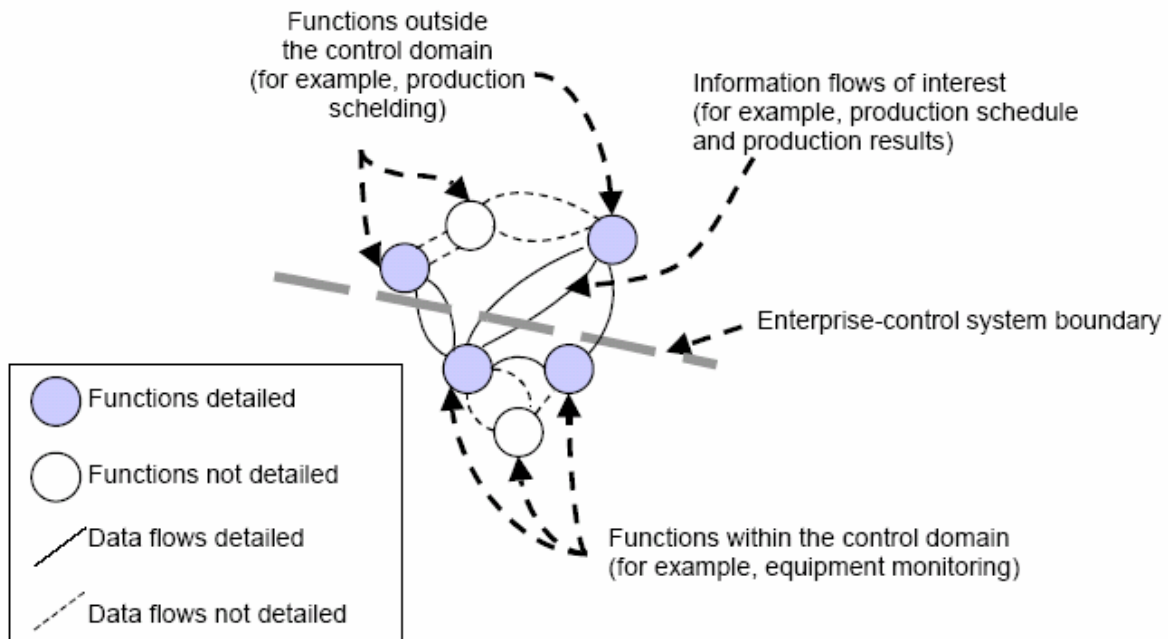 Functions outside
the control domain
(for example, production
schelding)
Information flows of interest
(for example, production schedule
and production results)
Enterprise-control system boundary
Functions detailed
Functions not detailed
Data flows detailed
Data flows not detailed
Functions within the control domain
(for example, equipment monitoring)